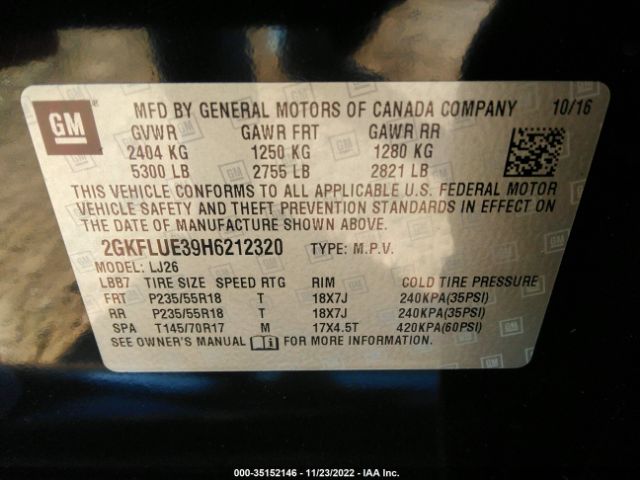 GM
MFD BY GENERAL MOTORS OF CANADA COMPANY 10/16
GVWR GAWR FRT GAWR RR
2404 KG 1250 KG 1280 KG
5300 LB 2755 LB 2821 LB
THIS VEHICLE CONFORMS TO ALL APPLICABLE U.S. FEDERAL MOTOR
VEHICLE SAFETY AND THEFT PREVENTION STANDARDS IN EFFECT ON THE
DATE OF MANUFACTURE SHOWN ABOVE.
2GKFLUE39H6212320 TYPE: M.P.V.
MODEL: LJ26
LBB7 TIRE SIZE SPEED RTG RIM COLD TIRE PRESSURE
FRT P235/55R18 T 18X7J 240KPA(35PSI)
RR P235/55R18 T 18X7J 240KPA(35PSI)
SPA T145/70R17 M 17X4.5T 420KPA(60PSI)
SEE OWNER'S MANUAL FOR MORE INFORMATION.
000-35152146 - 11/23/2022 - IAA Inc.